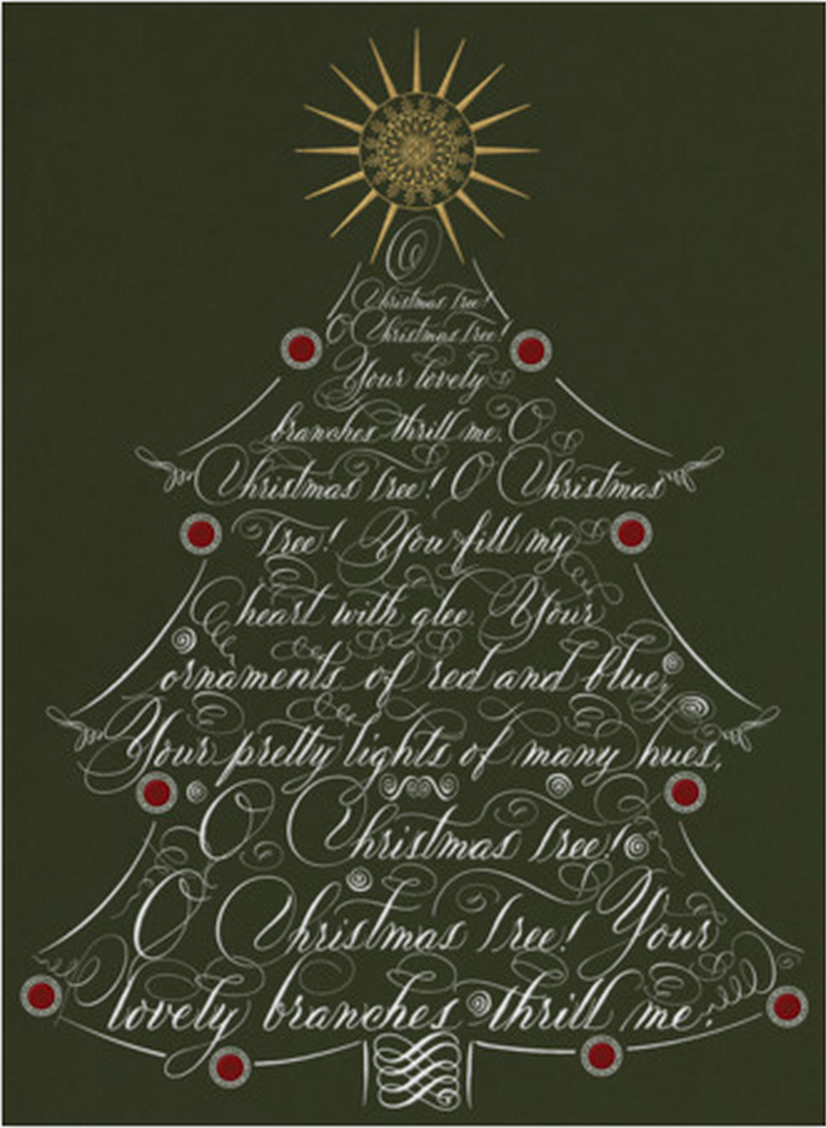 O
Christmas Tree!
O Christmas Tree!
Your lovely
branches thrill me. O
Christmas Tree! O Christmas
Tree! You fill my
heart with glee. Your
ornaments of red and blue,
Your pretty lights of many hues,
O Christmas Tree!
O Christmas Tree! Your
lovely branches thrill me!